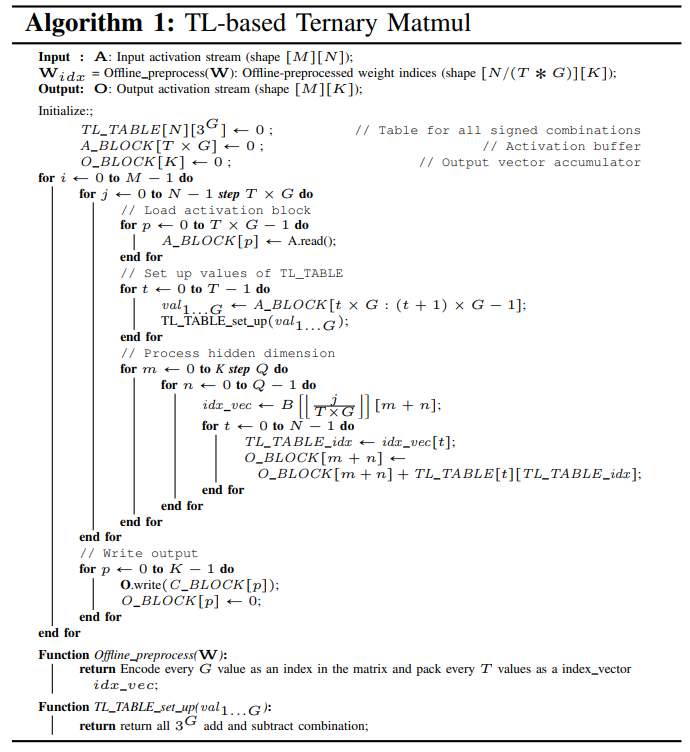 Algorithm 1: TL-based Ternary Matmul
Input : A: Input activation stream (shape [M][N]);
W_idx = Offline_preprocess(W): Offline-preprocessed weight indices (shape [N/(T * G)][K]);
Output: O: Output activation stream (shape [M][K]);
Initialize:;
TL_TABLE[N][3^G] ← 0 ; // Table for all signed combinations
A_BLOCK[T × G] ← 0 ; // Activation buffer
O_BLOCK[K] ← 0 ; // Output vector accumulator
for i ← 0 to M − 1 do
for j ← 0 to N − 1 step T × G do
// Load activation block
for p ← 0 to T × G − 1 do
A_BLOCK[p] ← A.read();
end for
// Set up values of TL_TABLE
for t ← 0 to T − 1 do
val_1...G ← A_BLOCK[t × G : (t + 1) × G − 1];
TL_TABLE_set_up(val_1...G);
end for
// Process hidden dimension
for m ← 0 to K step Q do
for n ← 0 to Q − 1 do
idx_vec ← B[⌊j/(T×G)⌋][m + n];
for t ← 0 to N − 1 do
TL_TABLE_idx ← idx_vec[t];
O_BLOCK[m + n] ←
O_BLOCK[m + n] + TL_TABLE[t][TL_TABLE_idx];
end for
end for
end for
end for
// Write output
for p ← 0 to K − 1 do
O.write(C_BLOCK[p]);
O_BLOCK[p] ← 0;
end for
end for
Function Offline_preprocess(W):
return Encode every G value as an index in the matrix and pack every T values as a index_vector
idx_vec;
Function TL_TABLE_set_up(val_1...G):
return return all 3^G add and subtract combination;